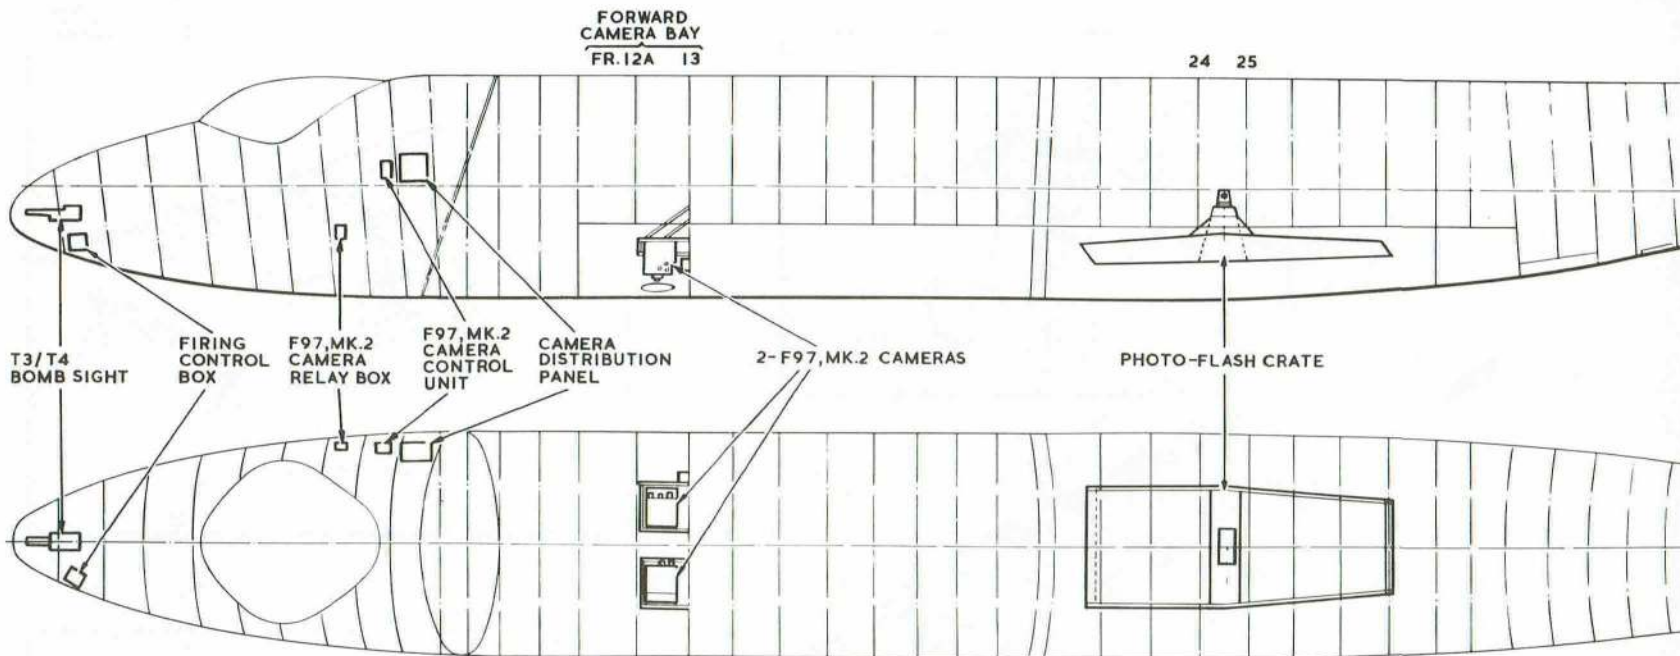 FORWARD
CAMERA BAY
FR.12A 13
24 25
T3/T4
BOMB SIGHT
FIRING
CONTROL
BOX
F97,MK.2
CAMERA
RELAY BOX
F97,MK.2
CAMERA
CONTROL
UNIT
CAMERA
DISTRIBUTION
PANEL
2-F97,MK.2 CAMERAS
PHOTO-FLASH CRATE